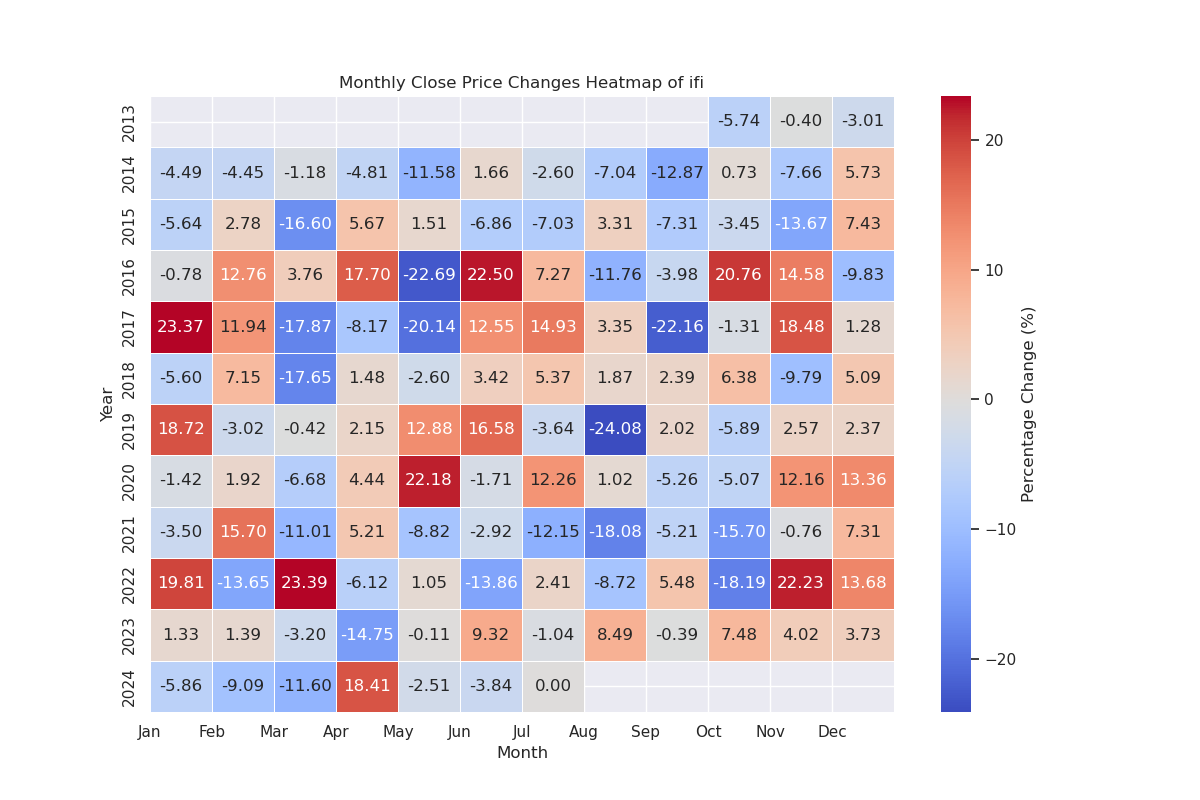 Monthly Close Price Changes Heatmap of ifi
2013 -5.74 -0.40 -3.01
2014 -4.49 -4.45 -1.18 -4.81 -11.58 1.66 -2.60 -7.04 -12.87 0.73 -7.66 5.73
2015 -5.64 2.78 -16.60 5.67 1.51 -6.86 -7.03 3.31 -7.31 -3.45 -13.67 7.43
2016 -0.78 12.76 3.76 17.70 -22.69 22.50 7.27 -11.76 -3.98 20.76 14.58 -9.83
2017 23.37 11.94 -17.87 -8.17 -20.14 12.55 14.93 3.35 -22.16 -1.31 18.48 1.28
2018 -5.60 7.15 -17.65 1.48 -2.60 3.42 5.37 1.87 2.39 6.38 -9.79 5.09
2019 18.72 -3.02 -0.42 2.15 12.88 16.58 -3.64 -24.08 2.02 -5.89 2.57 2.37
2020 -1.42 1.92 -6.68 4.44 22.18 -1.71 12.26 1.02 -5.26 -5.07 12.16 13.36
2021 -3.50 15.70 -11.01 5.21 -8.82 -2.92 -12.15 -18.08 -5.21 -15.70 -0.76 7.31
2022 19.81 -13.65 23.39 -6.12 1.05 -13.86 2.41 -8.72 5.48 -18.19 22.23 13.68
2023 1.33 1.39 -3.20 -14.75 -0.11 9.32 -1.04 8.49 -0.39 7.48 4.02 3.73
2024 -5.86 -9.09 -11.60 18.41 -2.51 -3.84 0.00
Jan Feb Mar Apr May Jun Jul Aug Sep Oct Nov Dec
Month
Year
20
10
0
−10
−20
Percentage Change (%)